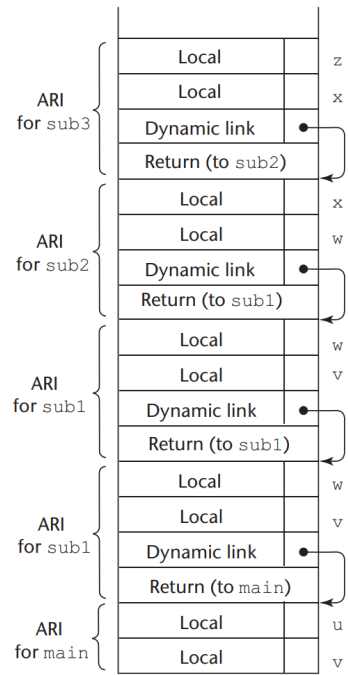 Local z
ARI
for sub3
Local x
Dynamic link
Return (to sub2)
Local x
ARI
for sub2
Local w
Dynamic link
Return (to sub1)
Local w
ARI
for sub1
Local v
Dynamic link
Return (to sub1)
Local w
ARI
for sub1
Local v
Dynamic link
Return (to main)
ARI
for main
Local u
Local v